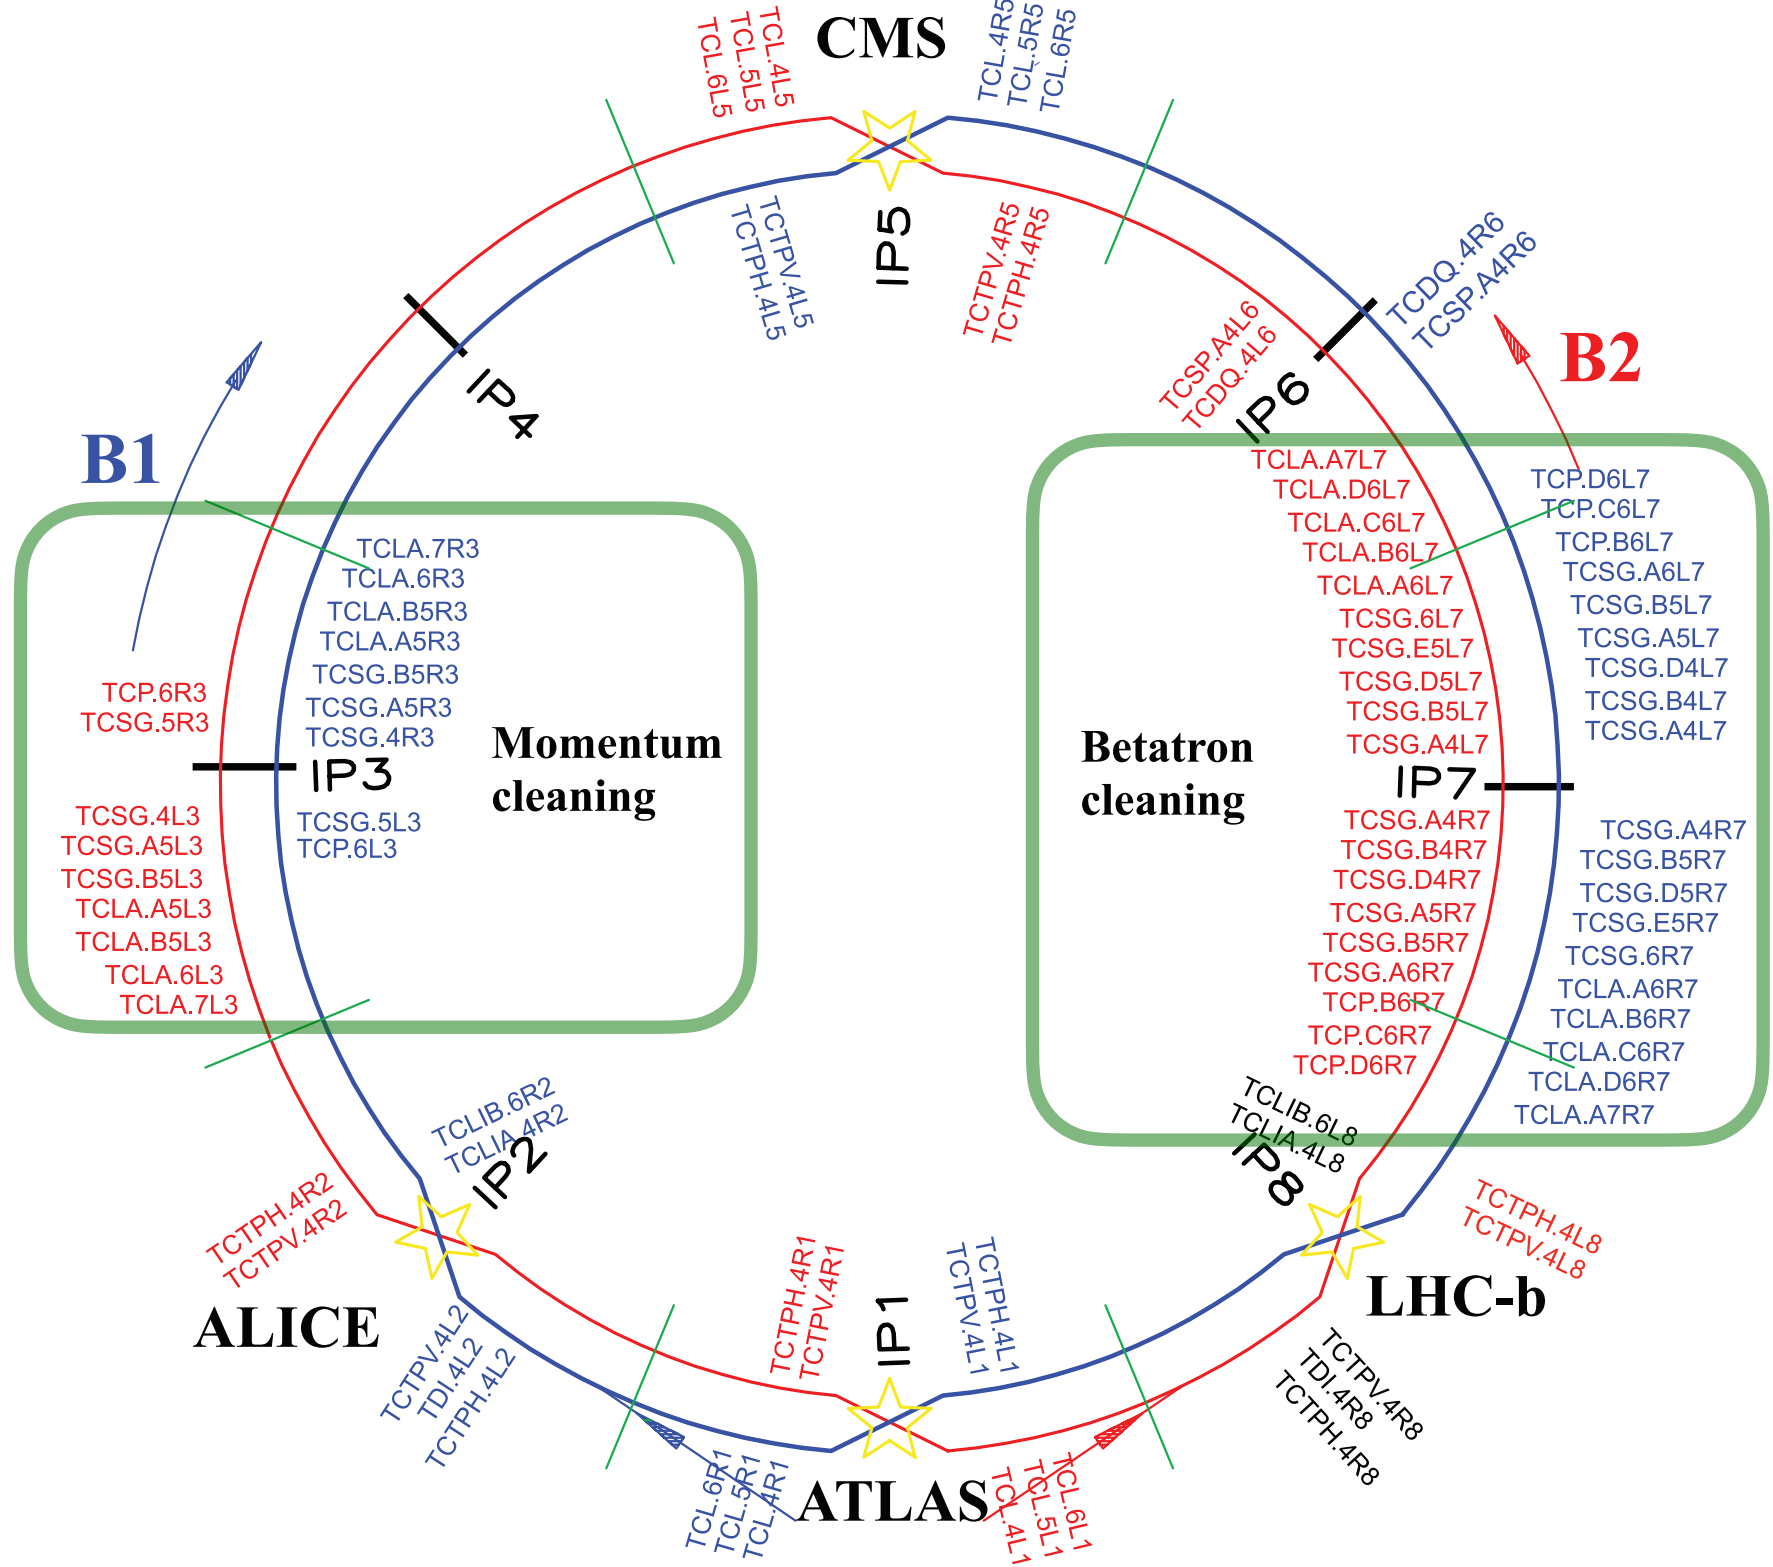 CMS
TCL.6L5
TCL.5L5
TCL.4L5
TCL.4R5
TCL.5R5
TCL.6R5
TCTPH.4L5
TCTPV.4L5
IP5
TCTPV.4R5
TCTPH.4R5
TCDQ.4R6
TCSP.A4R6
TCSP.A4L6
TCDQ.4L6
IP6
B2
IP4
B1
TCLA.7R3
TCLA.6R3
TCLA.B5R3
TCLA.A5R3
TCSG.B5R3
TCSG.A5R3
TCSG.4R3
TCP.6R3
TCSG.5R3
IP3
Momentum
cleaning
TCSG.4L3
TCSG.A5L3
TCSG.B5L3
TCLA.A5L3
TCLA.B5L3
TCLA.6L3
TCLA.7L3
TCSG.5L3
TCP.6L3
TCLA.A7L7
TCLA.D6L7
TCLA.C6L7
TCLA.B6L7
TCLA.A6L7
TCSG.6L7
TCSG.E5L7
TCSG.D5L7
TCSG.B5L7
TCSG.A4L7
TCP.D6L7
TCP.C6L7
TCP.B6L7
TCSG.A6L7
TCSG.B5L7
TCSG.A5L7
TCSG.D4L7
TCSG.B4L7
TCSG.A4L7
Betatron
cleaning
IP7
TCSG.A4R7
TCSG.B4R7
TCSG.D4R7
TCSG.A5R7
TCSG.B5R7
TCSG.A6R7
TCP.B6R7
TCP.C6R7
TCP.D6R7
TCSG.A4R7
TCSG.B5R7
TCSG.D5R7
TCSG.E5R7
TCSG.6R7
TCLA.A6R7
TCLA.B6R7
TCLA.C6R7
TCLA.D6R7
TCLA.A7R7
TCLIB.6R2
TCLIA.4R2
IP2
TCTPH.4R2
TCTPV.4R2
ALICE
TCTPV.4L2
TDI.4L2
TCTPH.4L2
TCLIB.6L8
TCLIA.4L8
IP8
TCTPH.4L8
TCTPV.4L8
LHC-b
TCTPV.4R8
TDI.4R8
TCTPH.4R8
TCTPH.4R1
TCTPV.4R1
IP1
TCTPV.4L1
TCTPH.4L1
TCL.6R1
TCL.5R1
TCL.4R1
ATLAS
TCL.4L1
TCL.5L1
TCL.6L1